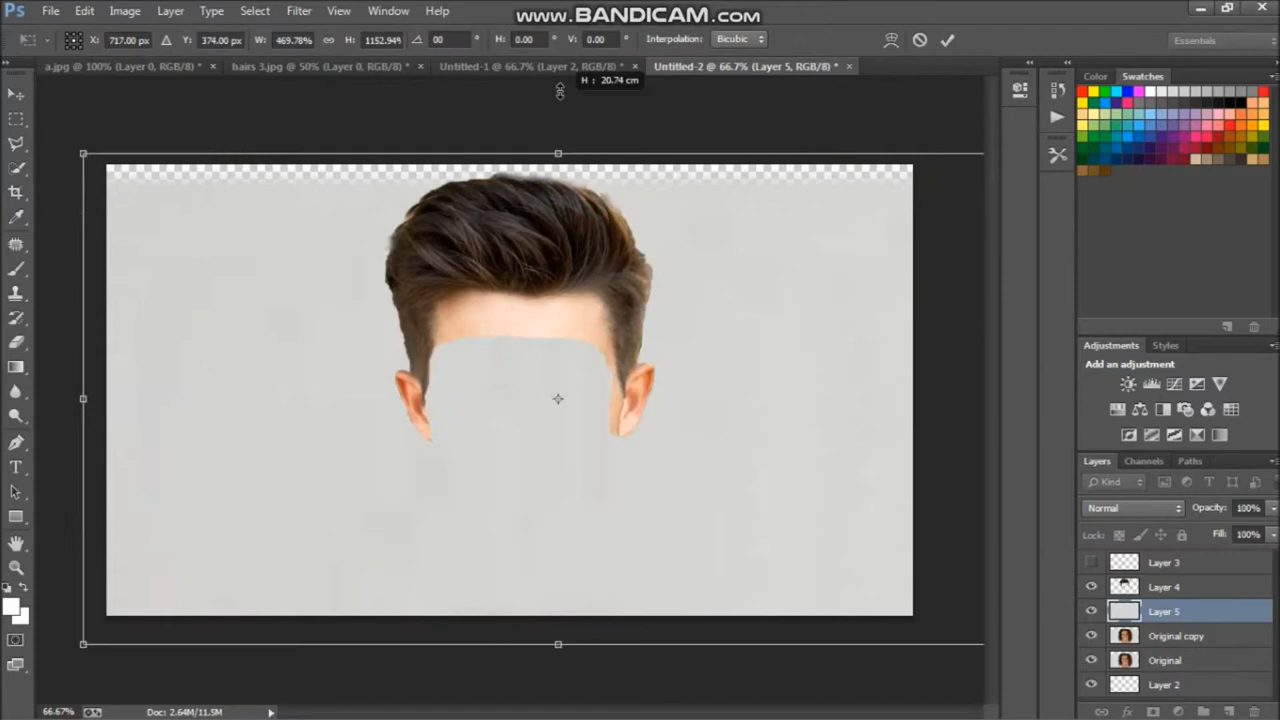 Ps File Edit Image Layer Type Select Filter View Window Help
www.BANDICAM.com
X: 717.00 px Y: 374.00 px W: 469.78% H: 1152.949 00 ° H: 0.00 ° V: 0.00 ° Interpolation: Bicubic
Essentials
a.jpg @ 100% (Layer 0, RGB/8) * × hairs 3.jpg @ 50% (Layer 0, RGB/8) * × Untitled-1 @ 66.7% (Layer 2, RGB/8) * × Untitled-2 @ 66.7% (Layer 5, RGB/8) * ×
H : 20.74 cm
Color Swatches
Adjustments Styles
Add an adjustment
Layers Channels Paths
Kind
Normal Opacity: 100%
Lock: Fill: 100%
Layer 3
Layer 4
Layer 5
Original copy
Original
Layer 2
66.67% Doc: 2.64M/11.5M